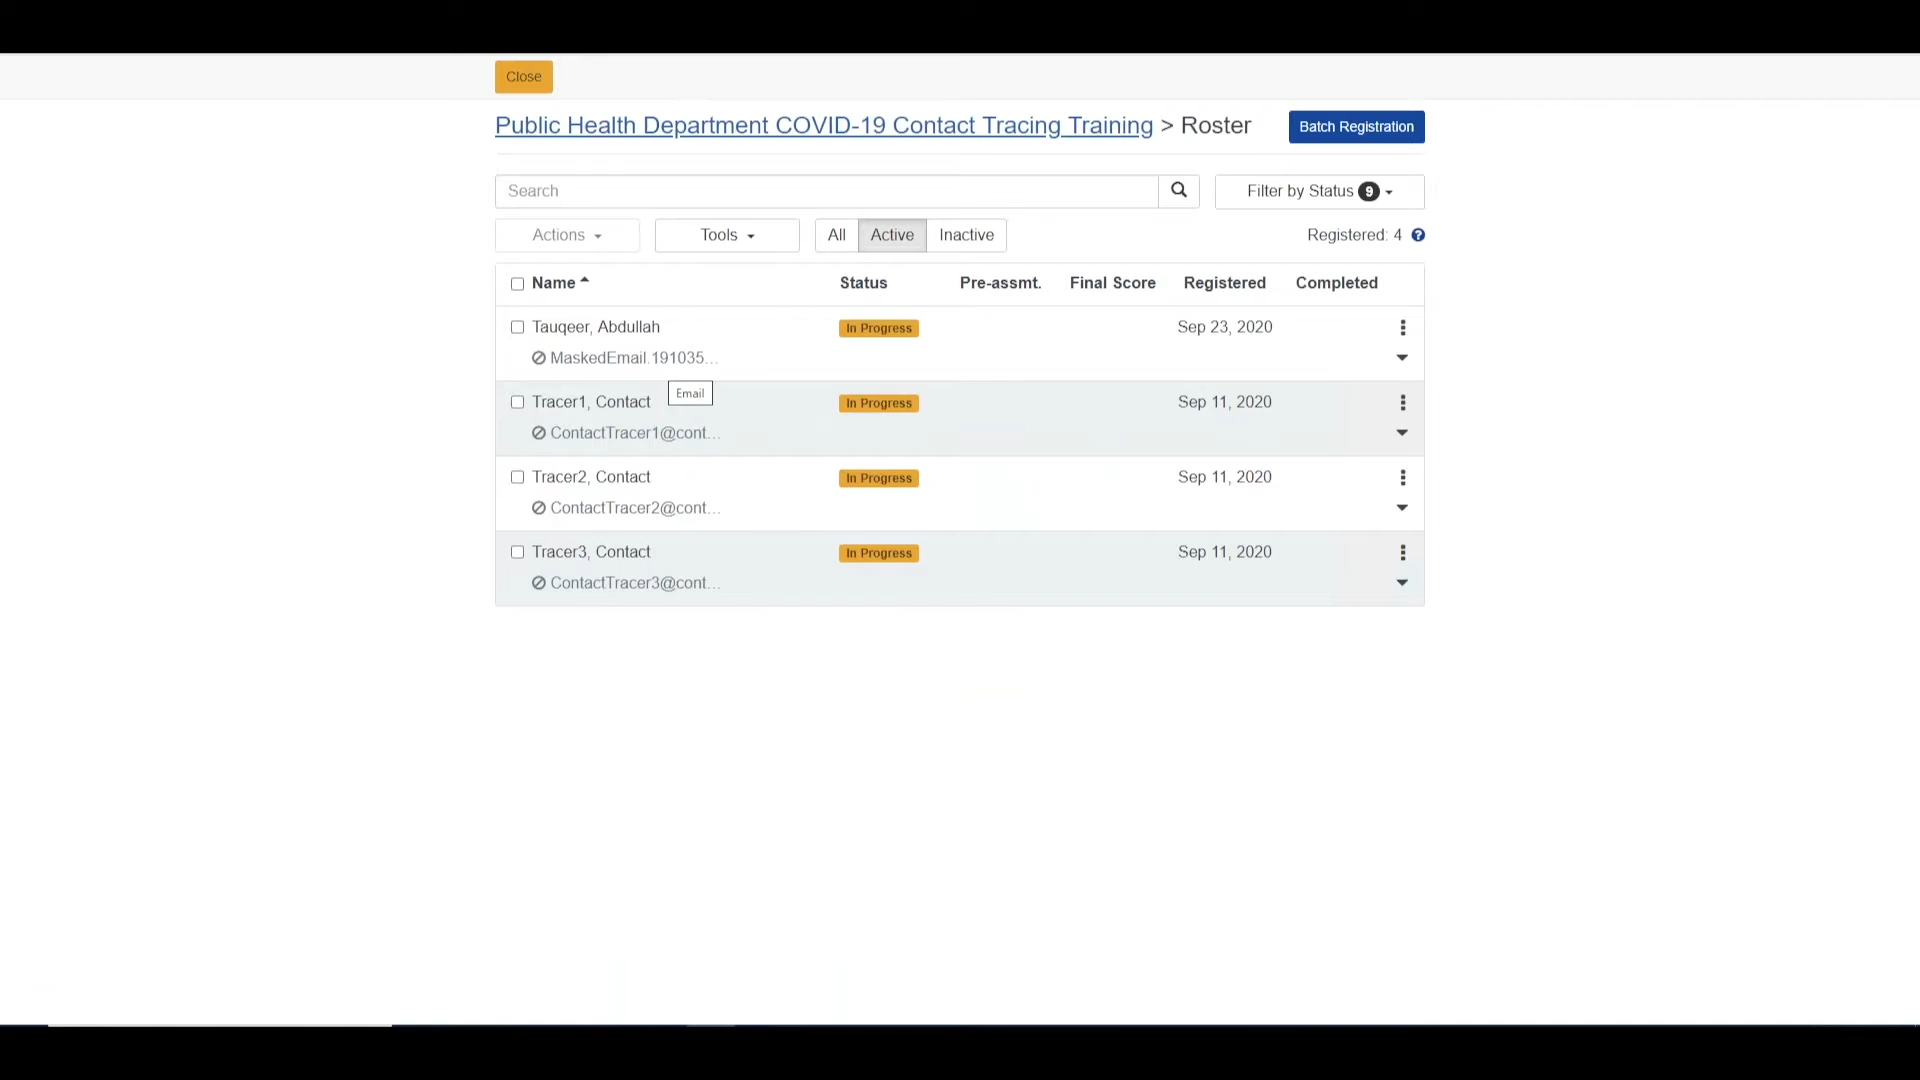 Close
Public Health Department COVID-19 Contact Tracing Training > Roster
Batch Registration
Search
Filter by Status 9
Actions
Tools
All
Active
Inactive
Registered: 4
Name Status Pre-assmt. Final Score Registered Completed
Tauqeer, Abdullah In Progress Sep 23, 2020
MaskedEmail.191035...
Email
Tracer1, Contact In Progress Sep 11, 2020
ContactTracer1@cont...
Tracer2, Contact In Progress Sep 11, 2020
ContactTracer2@cont...
Tracer3, Contact In Progress Sep 11, 2020
ContactTracer3@cont...